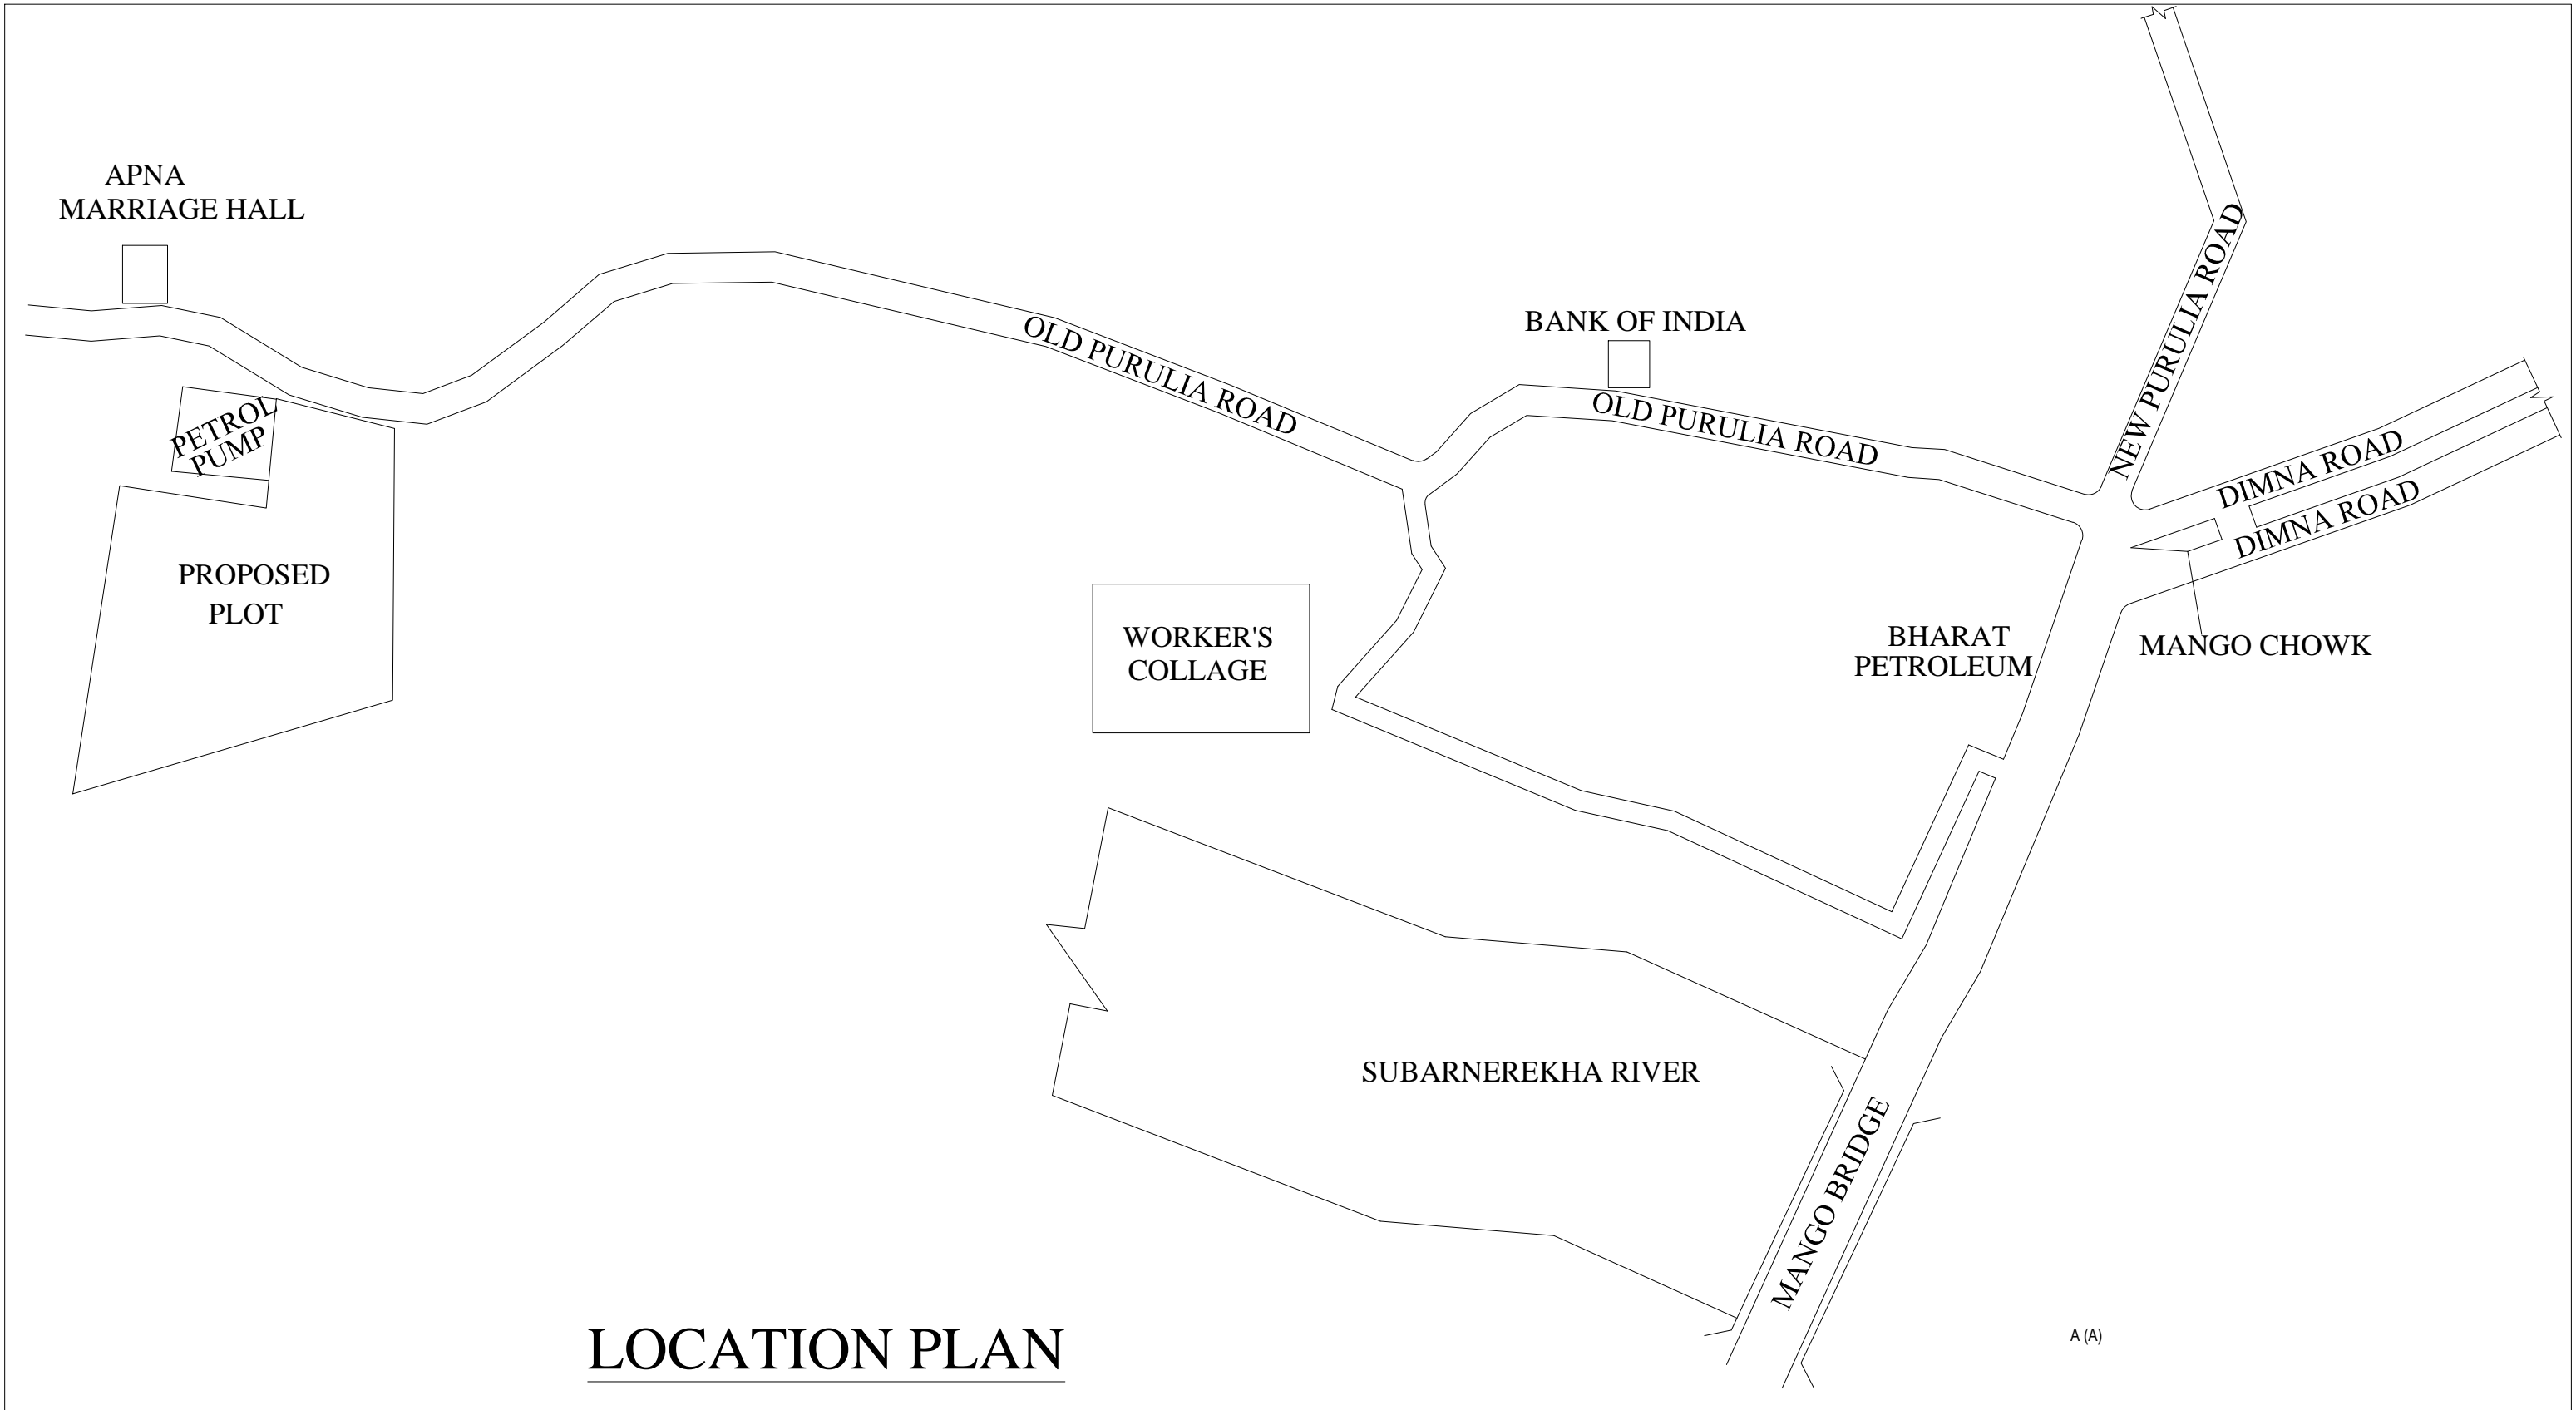 APNA
MARRIAGE HALL
PETROL
PUMP
PROPOSED
PLOT
OLD PURULIA ROAD
BANK OF INDIA
OLD PURULIA ROAD
NEW PURULIA ROAD
DIMNA ROAD
DIMNA ROAD
MANGO CHOWK
WORKER'S
COLLAGE
BHARAT
PETROLEUM
SUBARNEREKHA RIVER
MANGO BRIDGE
LOCATION PLAN
A (A)